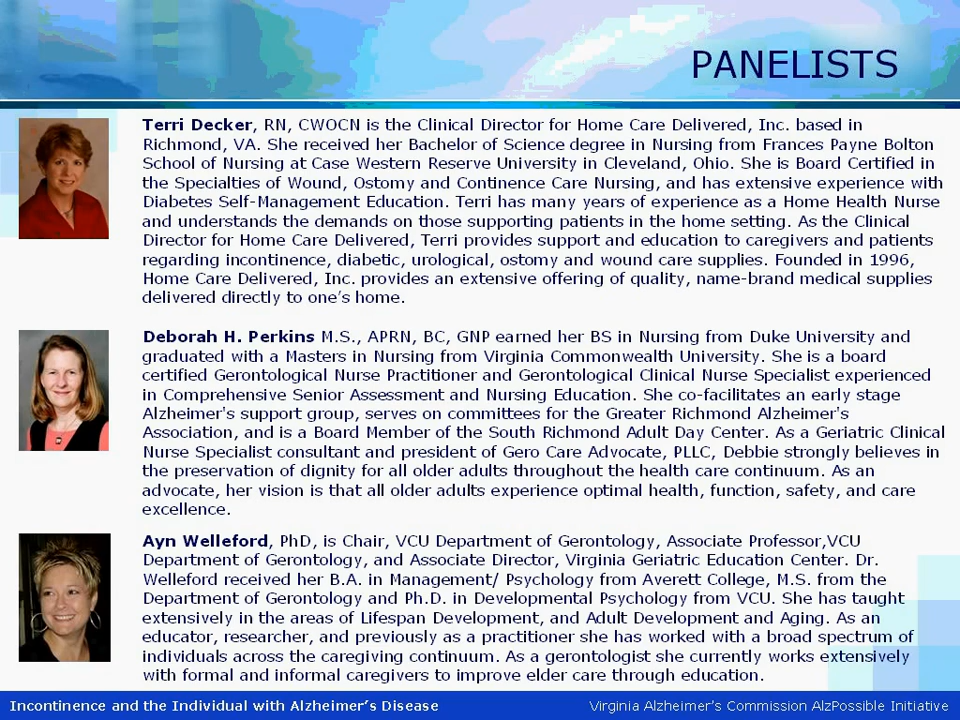 PANELISTS
Terri Decker, RN, CWOCN is the Clinical Director for Home Care Delivered, Inc. based in
Richmond, VA. She received her Bachelor of Science degree in Nursing from Frances Payne Bolton
School of Nursing at Case Western Reserve University in Cleveland, Ohio. She is Board Certified in
the Specialties of Wound, Ostomy and Continence Care Nursing, and has extensive experience with
Diabetes Self-Management Education. Terri has many years of experience as a Home Health Nurse
and understands the demands on those supporting patients in the home setting. As the Clinical
Director for Home Care Delivered, Terri provides support and education to caregivers and patients
regarding incontinence, diabetic, urological, ostomy and wound care supplies. Founded in 1996,
Home Care Delivered, Inc. provides an extensive offering of quality, name-brand medical supplies
delivered directly to one's home.
Deborah H. Perkins M.S., APRN, BC, GNP earned her BS in Nursing from Duke University and
graduated with a Masters in Nursing from Virginia Commonwealth University. She is a board
certified Gerontological Nurse Practitioner and Gerontological Clinical Nurse Specialist experienced
in Comprehensive Senior Assessment and Nursing Education. She co-facilitates an early stage
Alzheimer's support group, serves on committees for the Greater Richmond Alzheimer's
Association, and is a Board Member of the South Richmond Adult Day Center. As a Geriatric Clinical
Nurse Specialist consultant and president of Gero Care Advocate, PLLC, Debbie strongly believes in
the preservation of dignity for all older adults throughout the health care continuum. As an
advocate, her vision is that all older adults experience optimal health, function, safety, and care
excellence.
Ayn Welleford, PhD, is Chair, VCU Department of Gerontology, Associate Professor,VCU
Department of Gerontology, and Associate Director, Virginia Geriatric Education Center. Dr.
Welleford received her B.A. in Management/ Psychology from Averett College, M.S. from the
Department of Gerontology and Ph.D. in Developmental Psychology from VCU. She has taught
extensively in the areas of Lifespan Development, and Adult Development and Aging. As an
educator, researcher, and previously as a practitioner she has worked with a broad spectrum of
individuals across the caregiving continuum. As a gerontologist she currently works extensively
with formal and informal caregivers to improve elder care through education.
Incontinence and the Individual with Alzheimer's Disease
Virginia Alzheimer's Commission AlzPossible Initiative